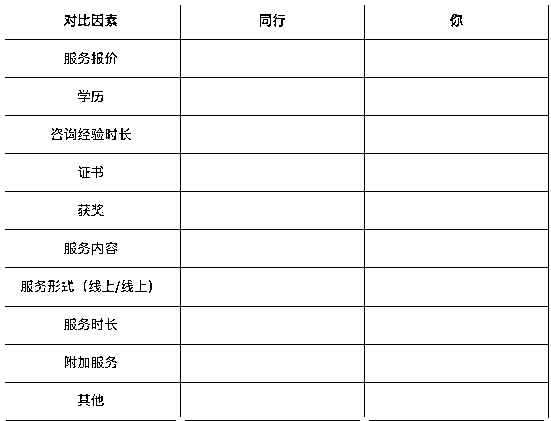 对比因素 同行 你
服务报价
学历
咨询经验时长
证书
获奖
服务内容
服务形式（线上/线上）
服务时长
附加服务
其他